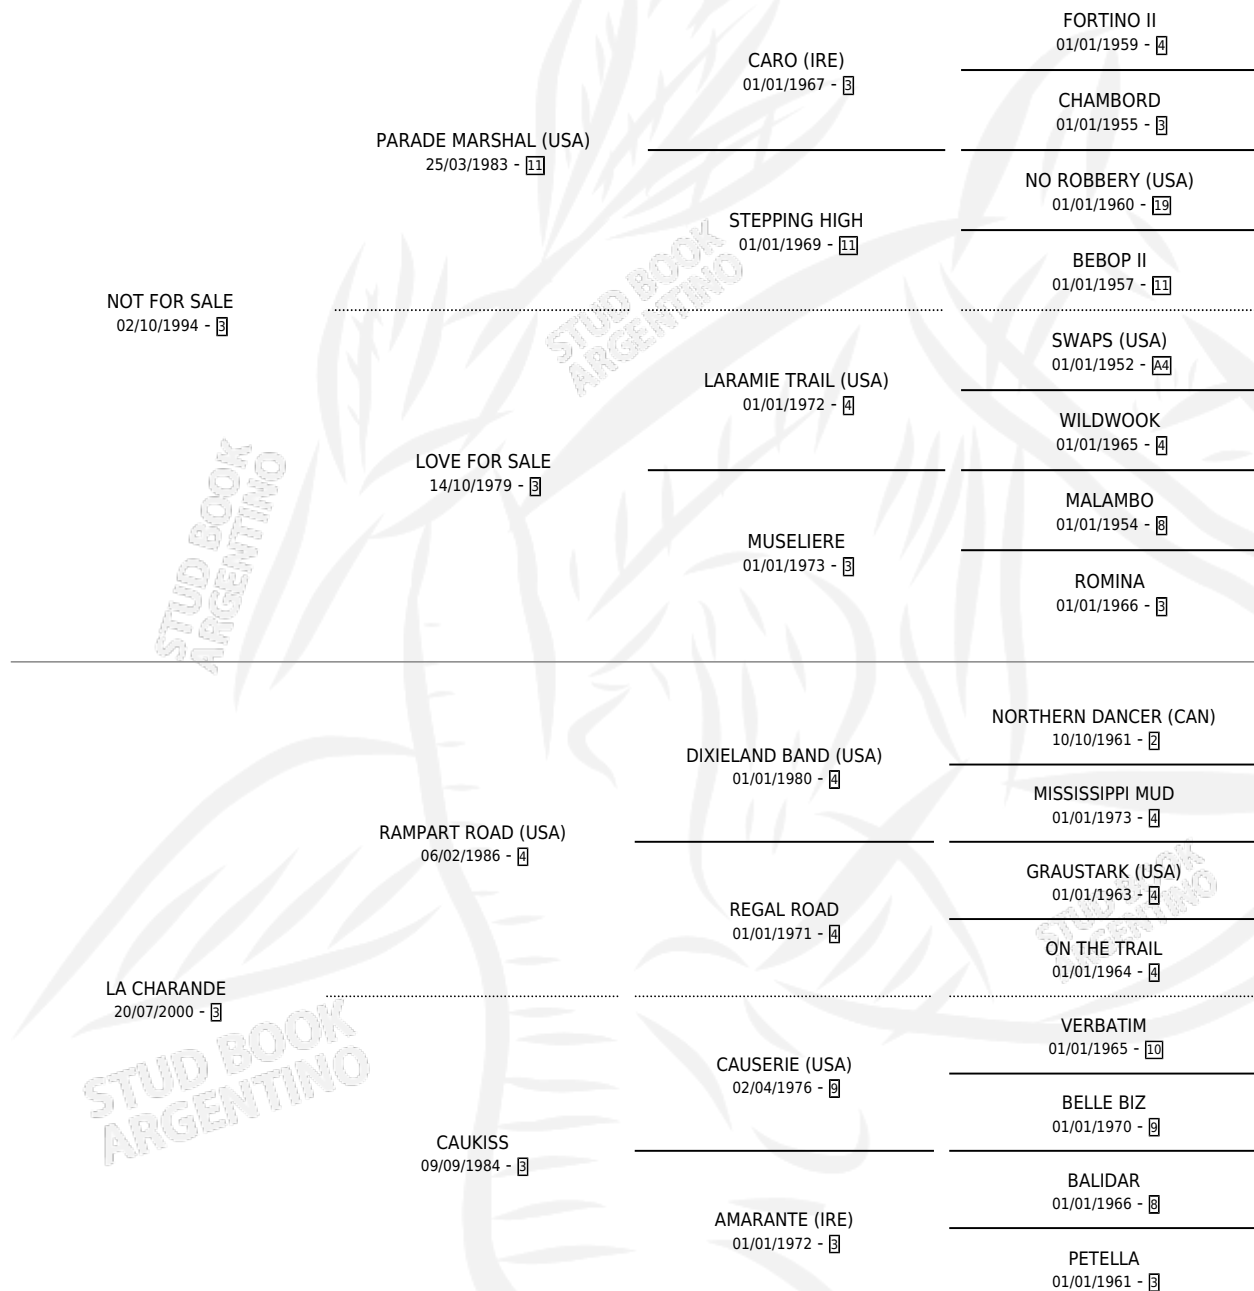 FORTINO II
01/01/1959 - 4
CARO (IRE)
01/01/1967 - 3
CHAMBORD
01/01/1955 - 3
PARADE MARSHAL (USA)
25/03/1983 - 11
NO ROBBERY (USA)
01/01/1960 - 19
STEPPING HIGH
01/01/1969 - 11
BEBOP II
01/01/1957 - 11
NOT FOR SALE
02/10/1994 - 3
STUD BOOK
ARGENTINO
SWAPS (USA)
01/01/1952 - A4
LARAMIE TRAIL (USA)
01/01/1972 - 4
WILDWOOK
01/01/1965 - 4
LOVE FOR SALE
14/10/1979 - 3
MALAMBO
01/01/1954 - 8
MUSELIERE
01/01/1973 - 3
ROMINA
01/01/1966 - 3
STUD BOOK
ARGENTINO
NORTHERN DANCER (CAN)
10/10/1961 - 2
DIXIELAND BAND (USA)
01/01/1980 - 4
MISSISSIPPI MUD
01/01/1973 - 4
RAMPART ROAD (USA)
06/02/1986 - 4
GRAUSTARK (USA)
01/01/1963 - 4
REGAL ROAD
01/01/1971 - 4
STUD BOOK
ARGENTINO
ON THE TRAIL
01/01/1964 - 4
LA CHARANDE
20/07/2000 - 3
VERBATIM
01/01/1965 - 10
CAUSERIE (USA)
02/04/1976 - 9
BELLE BIZ
01/01/1970 - 9
STUD BOOK
ARGENTINO
CAUKISS
09/09/1984 - 3
BALIDAR
01/01/1966 - 8
AMARANTE (IRE)
01/01/1972 - 3
PETELLA
01/01/1961 - 3